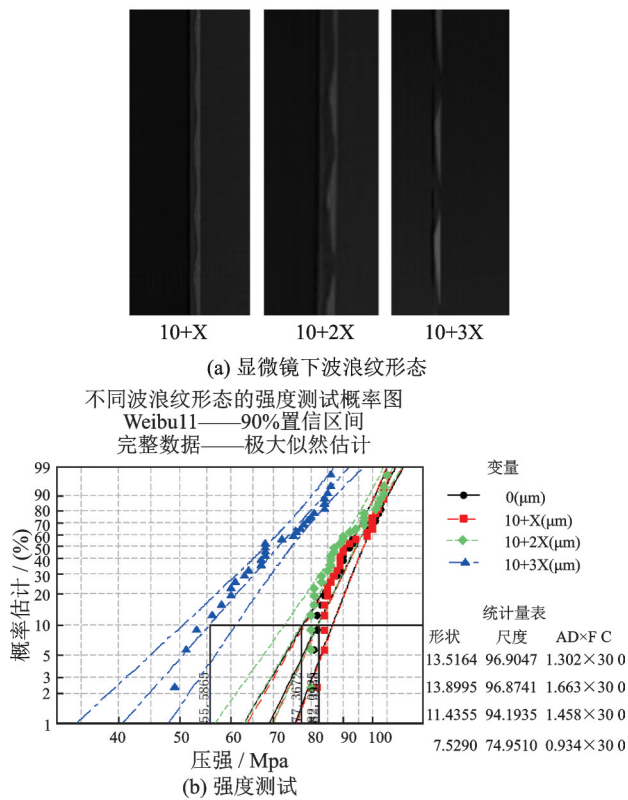 10+X
10+2X
10+3X
(a) 显微镜下波浪纹形态
不同波浪纹形态的强度测试概率图
Weibu11——90%置信区间
完整数据——极大似然估计
概率估计 / (%)
99
90
80
70
60
50
40
30
20
10
5
3
2
1
55.5865
77.3672
40
50
60
70
80
90
100
压强 / Mpa
变量
0(μm)
10+X(μm)
10+2X(μm)
10+3X(μm)
统计量表
形状 尺度 AD×F C
13.5164 96.9047 1.302×30 0
13.8995 96.8741 1.663×30 0
11.4355 94.1935 1.458×30 0
7.5290 74.9510 0.934×30 0
(b) 强度测试